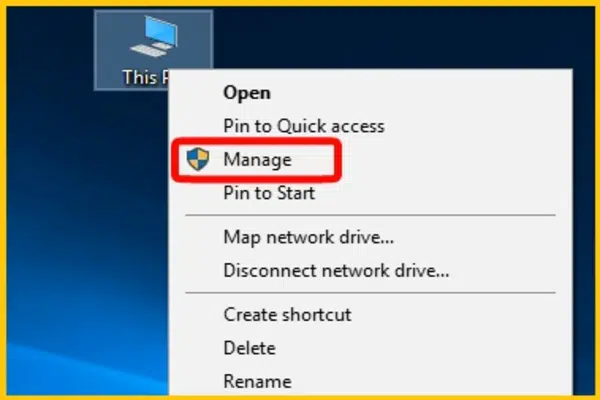 This
Open
Pin to Quick access
Manage
Pin to Start
Map network drive...
Disconnect network drive...
Create shortcut
Delete
Rename